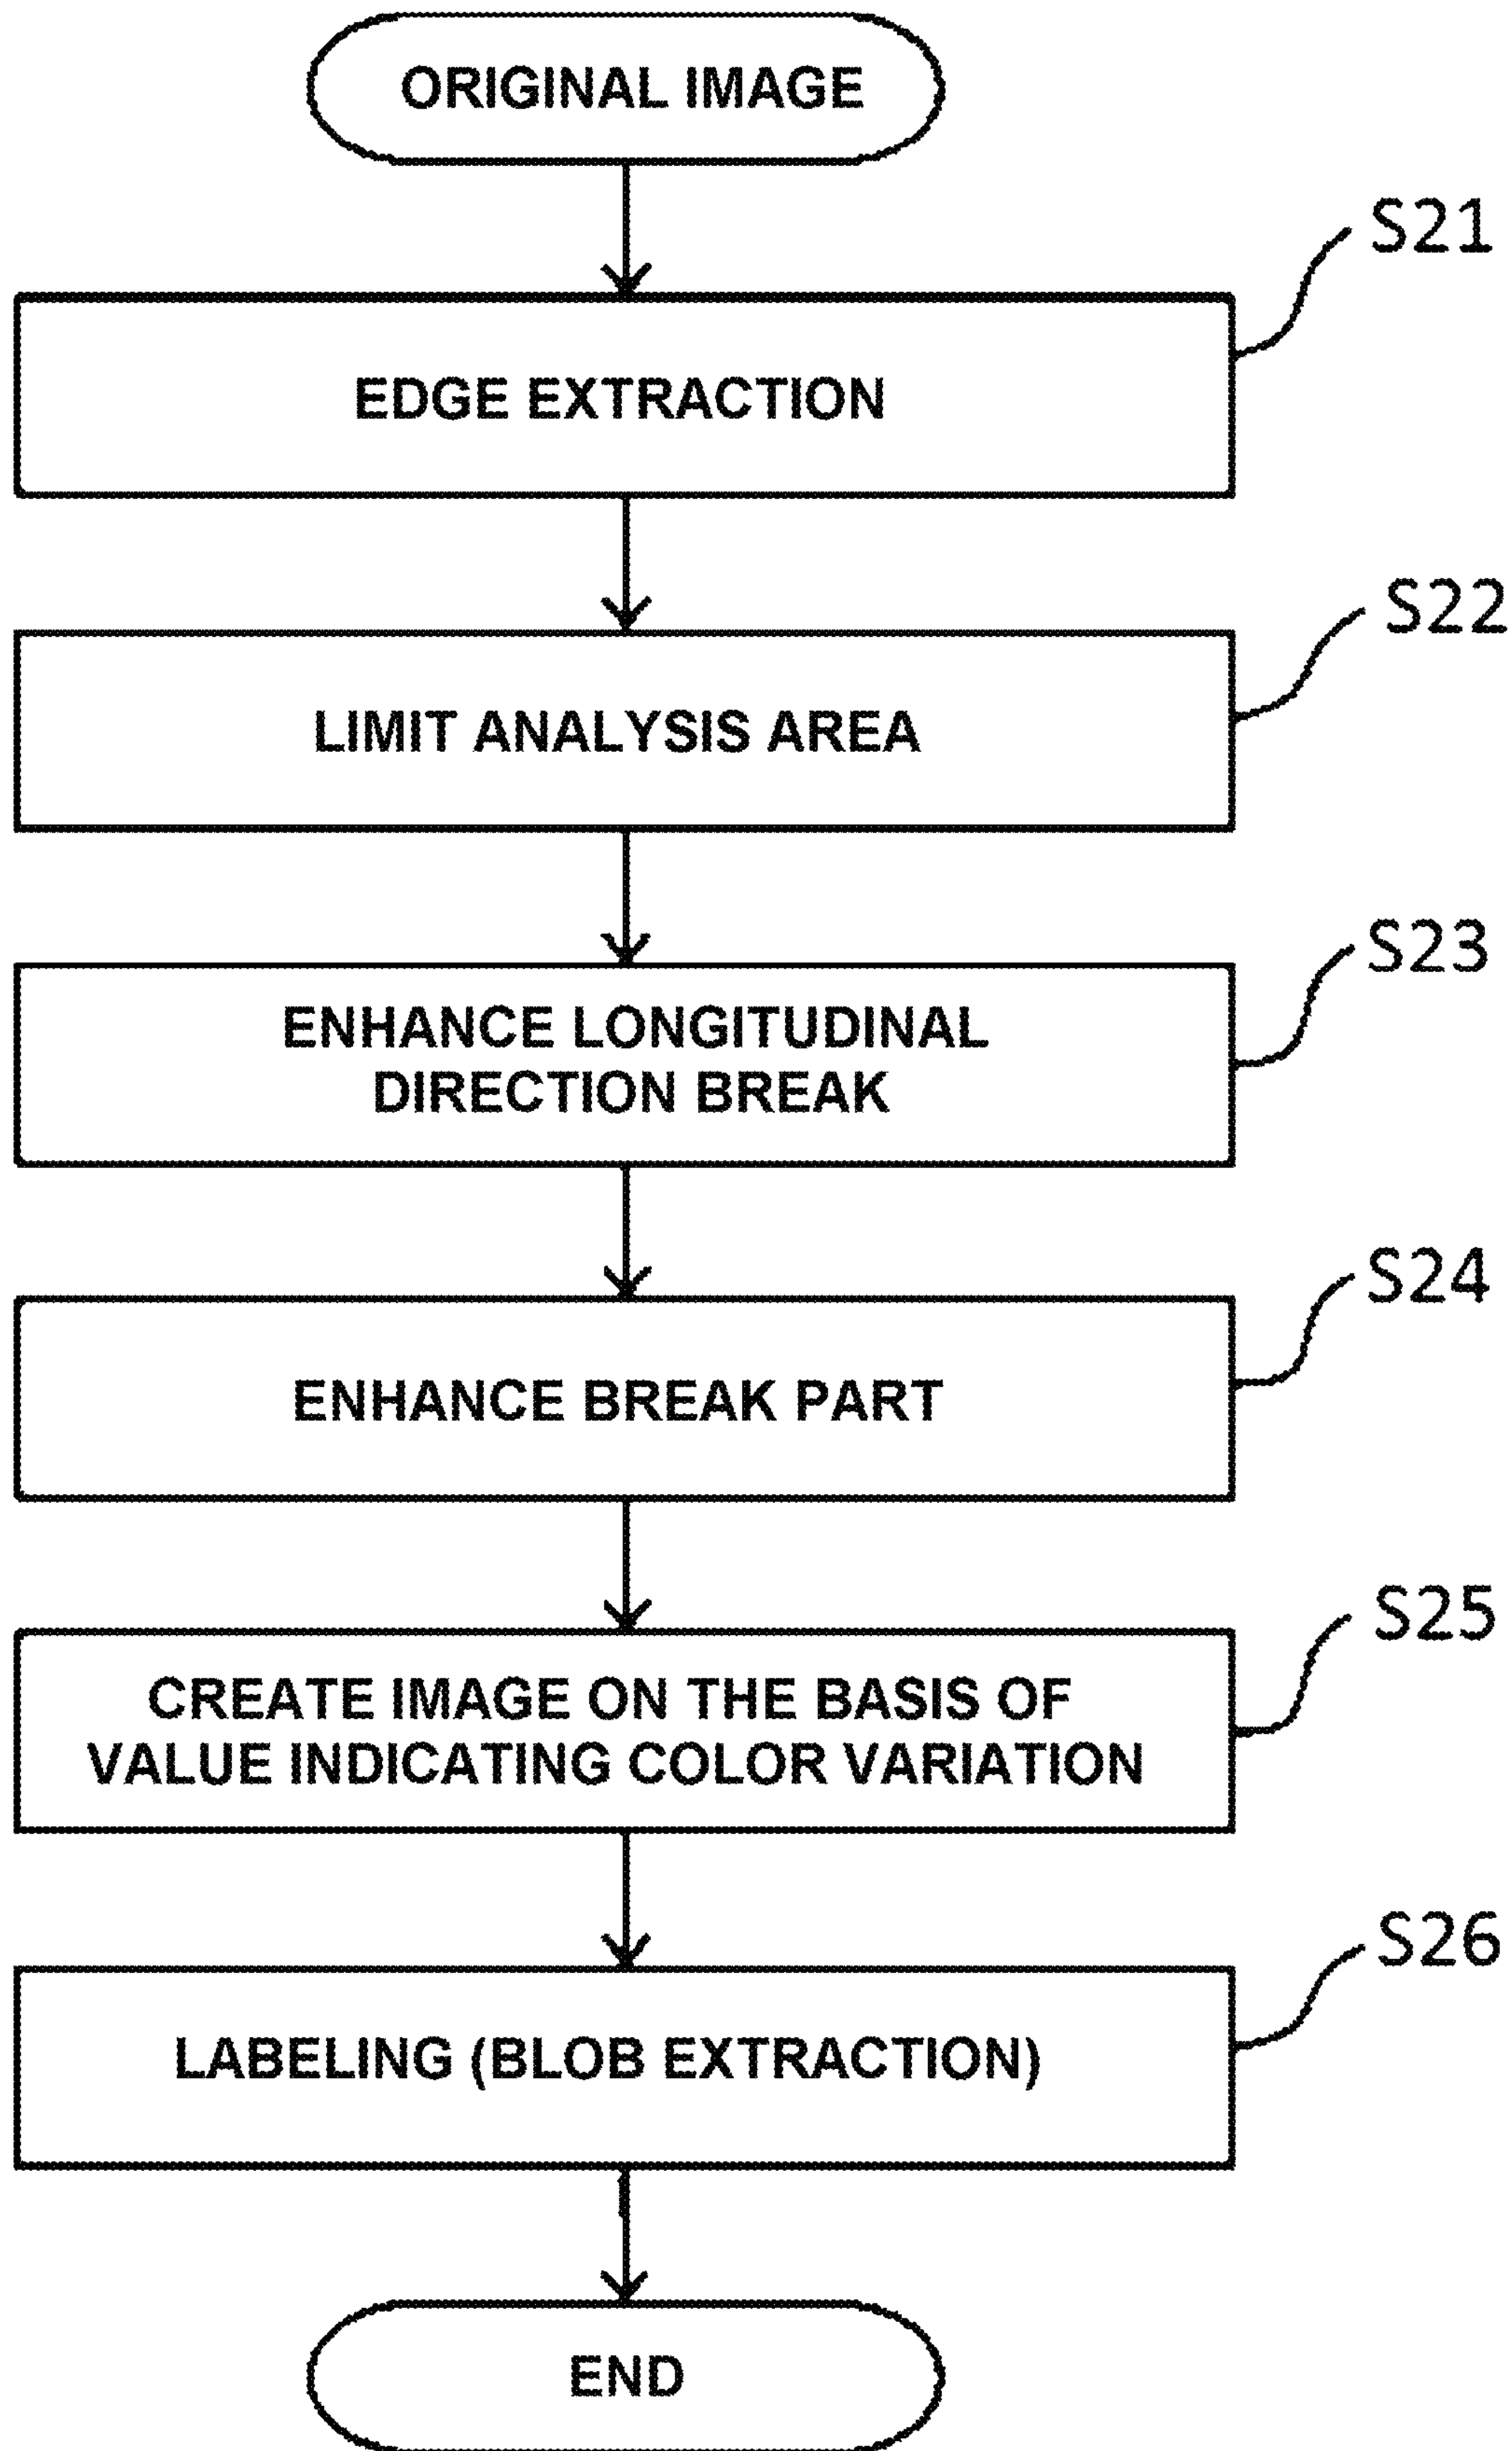 ORIGINAL IMAGE
S21
EDGE EXTRACTION
S22
LIMIT ANALYSIS AREA
S23
ENHANCE LONGITUDINAL
DIRECTION BREAK
S24
ENHANCE BREAK PART
S25
CREATE IMAGE ON THE BASIS OF
VALUE INDICATING COLOR VARIATION
S26
LABELING (BLOB EXTRACTION)
END